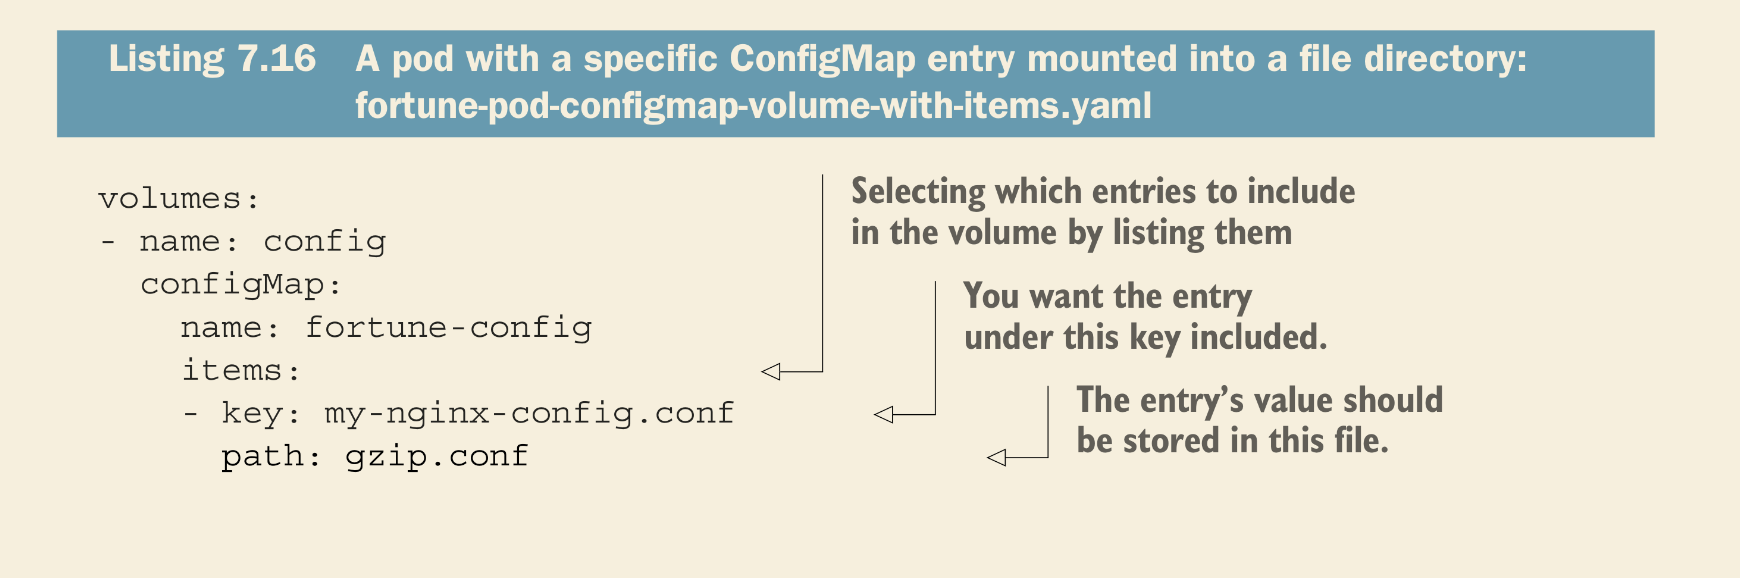 Listing 7.16 A pod with a specific ConfigMap entry mounted into a file directory:
fortune-pod-configmap-volume-with-items.yaml
volumes:
- name: config
  configMap:
    name: fortune-config
    items:
    - key: my-nginx-config.conf
      path: gzip.conf
Selecting which entries to include
in the volume by listing them
You want the entry
under this key included.
The entry’s value should
be stored in this file.